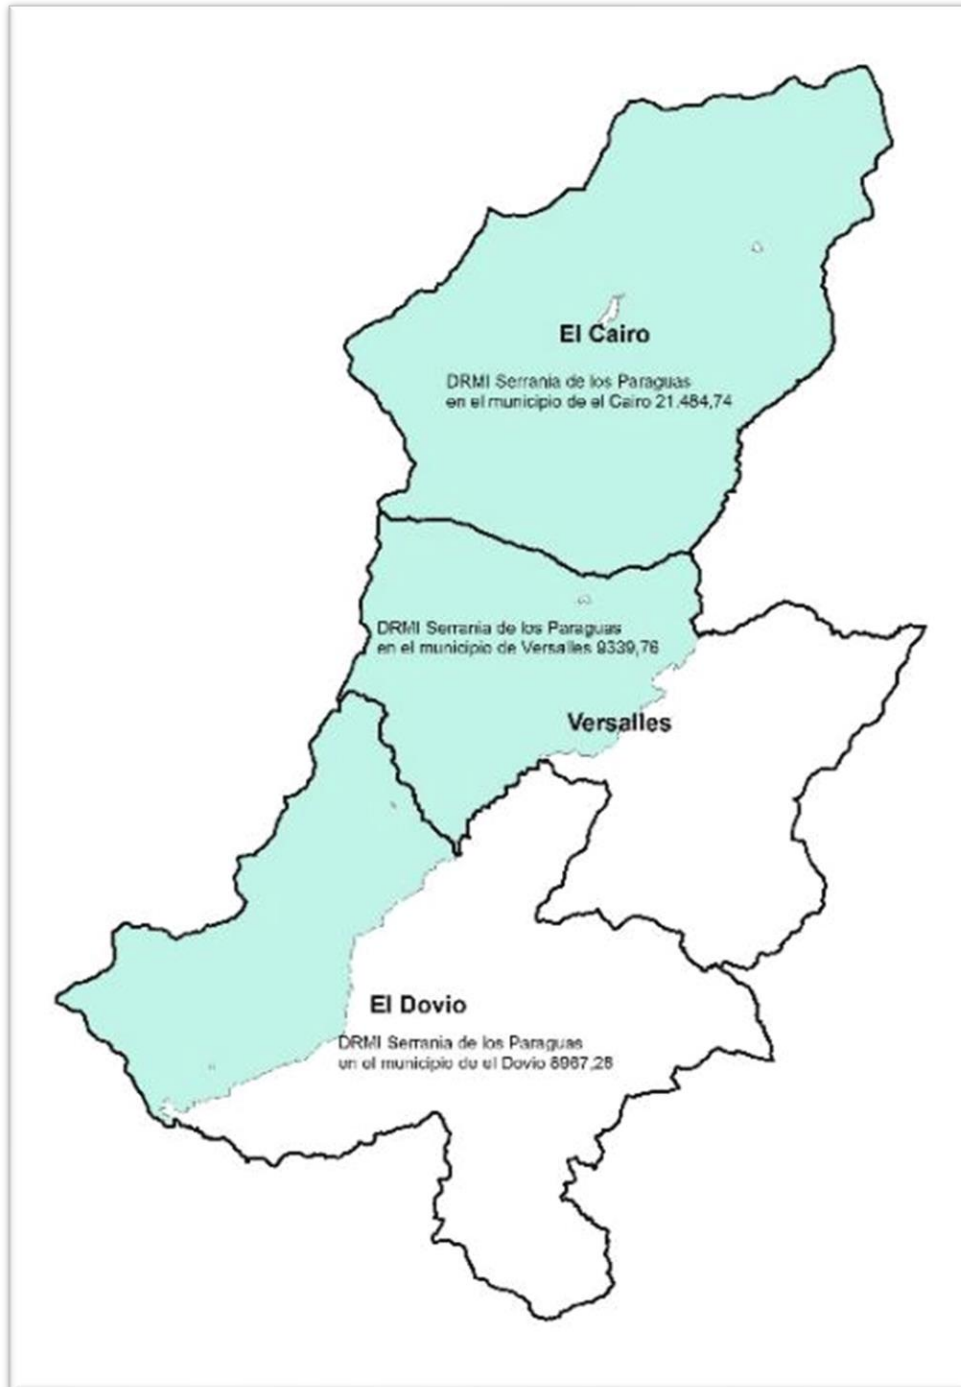 El Cairo
DRMI Serrania de los Paraguas
en el municipio de el Cairo 21.484,74
DRMI Serrania de los Paraguas
en el municipio de Versalles 9339,76
Versalles
El Dovio
DRMI Serrania de los Paraguas
en el municipio de el Dovio 8967,28